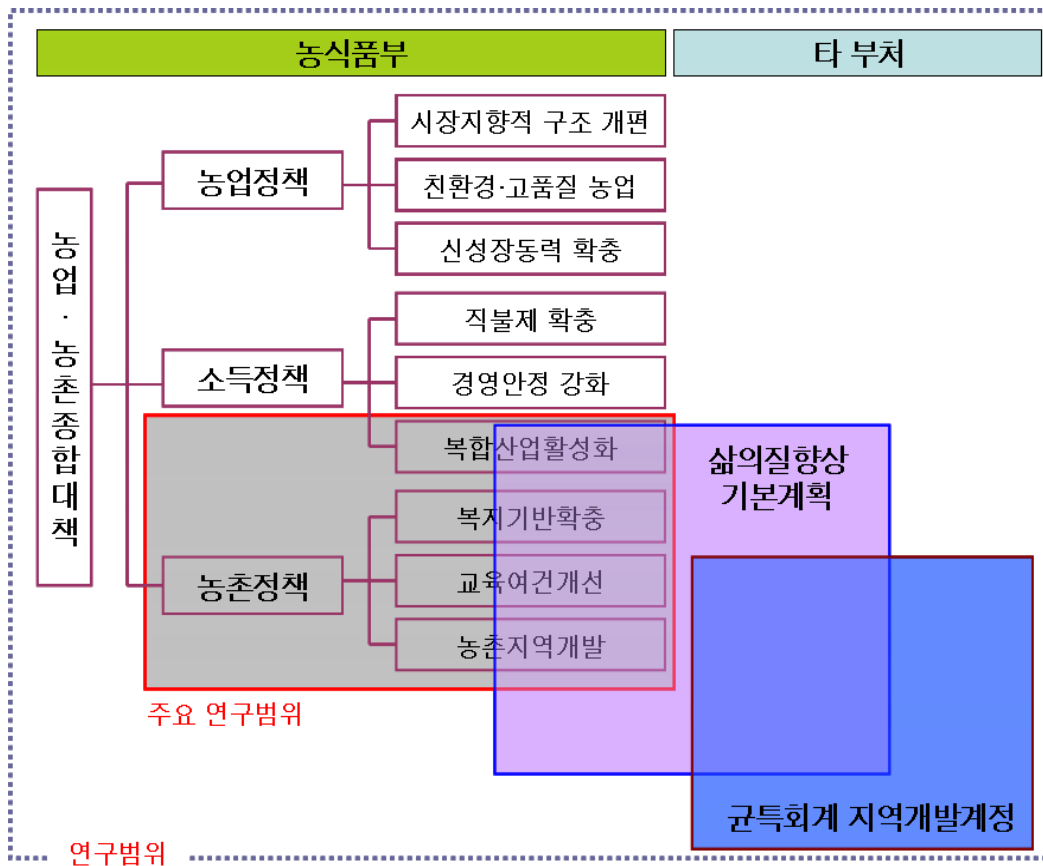 농식품부
타 부처
농업·농촌종합대책
농업정책
시장지향적 구조 개편
친환경·고품질 농업
신성장동력 확충
소득정책
직불제 확충
경영안정 강화
복합산업활성화
농촌정책
복지기반확충
교육여건개선
농촌지역개발
삶의질향상
기본계획
주요 연구범위
균특회계 지역개발계정
연구범위